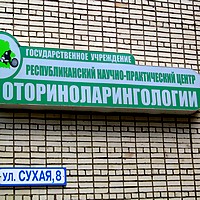 ГОСУДАРСТВЕННОЕ УЧРЕЖДЕНИЕ
РЕСПУБЛИКАНСКИЙ НАУЧНО-ПРАКТИЧЕСКИЙ ЦЕНТР
ОТОРИНОЛАРИНГОЛОГИИ
ул. СУХАЯ, 8